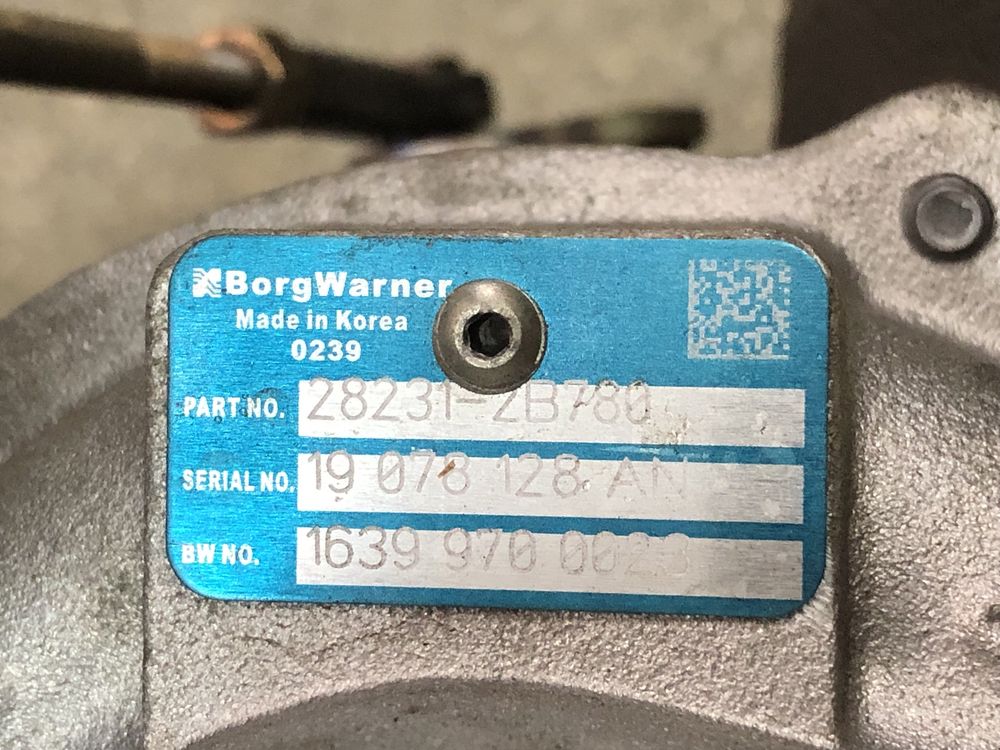 BorgWarner
Made in Korea
0239
PART NO. 28231-2B780
SERIAL NO. 19 078 128 AN
BW NO. 1639 970